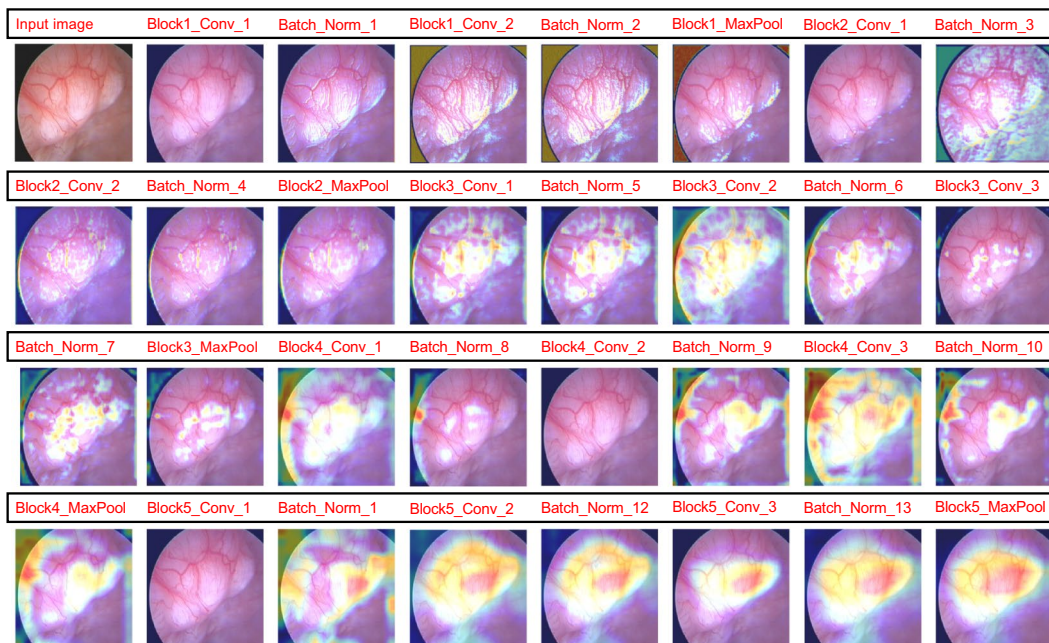 Input image Block1_Conv_1 Batch_Norm_1 Block1_Conv_2 Batch_Norm_2 Block1_MaxPool Block2_Conv_1 Batch_Norm_3
Block2_Conv_2 Batch_Norm_4 Block2_MaxPool Block3_Conv_1 Batch_Norm_5 Block3_Conv_2 Batch_Norm_6 Block3_Conv_3
Batch_Norm_7 Block3_MaxPool Block4_Conv_1 Batch_Norm_8 Block4_Conv_2 Batch_Norm_9 Block4_Conv_3 Batch_Norm_10
Block4_MaxPool Block5_Conv_1 Batch_Norm_1 Block5_Conv_2 Batch_Norm_12 Block5_Conv_3 Batch_Norm_13 Block5_MaxPool